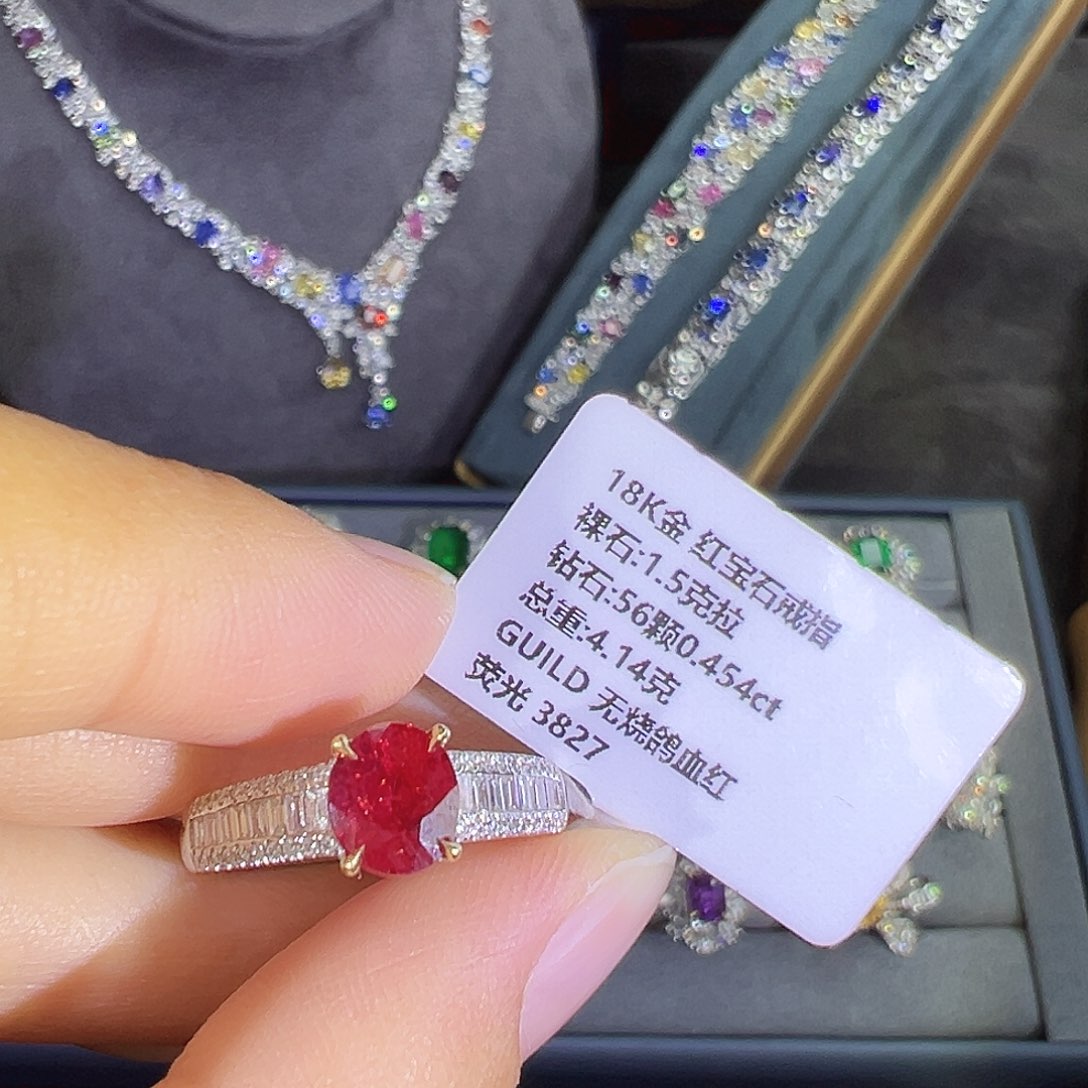 18K金 红宝石戒指
裸石:1.5克拉
钻石:56颗0.454ct
总重:4.14克
GUILD 无烧鸽血红
荧光 3827